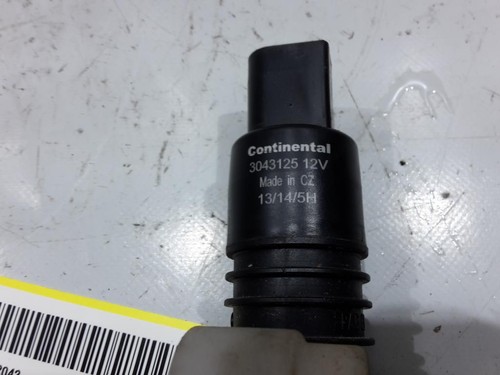 Continental
3043125 12V
Made in CZ
13/14/5H